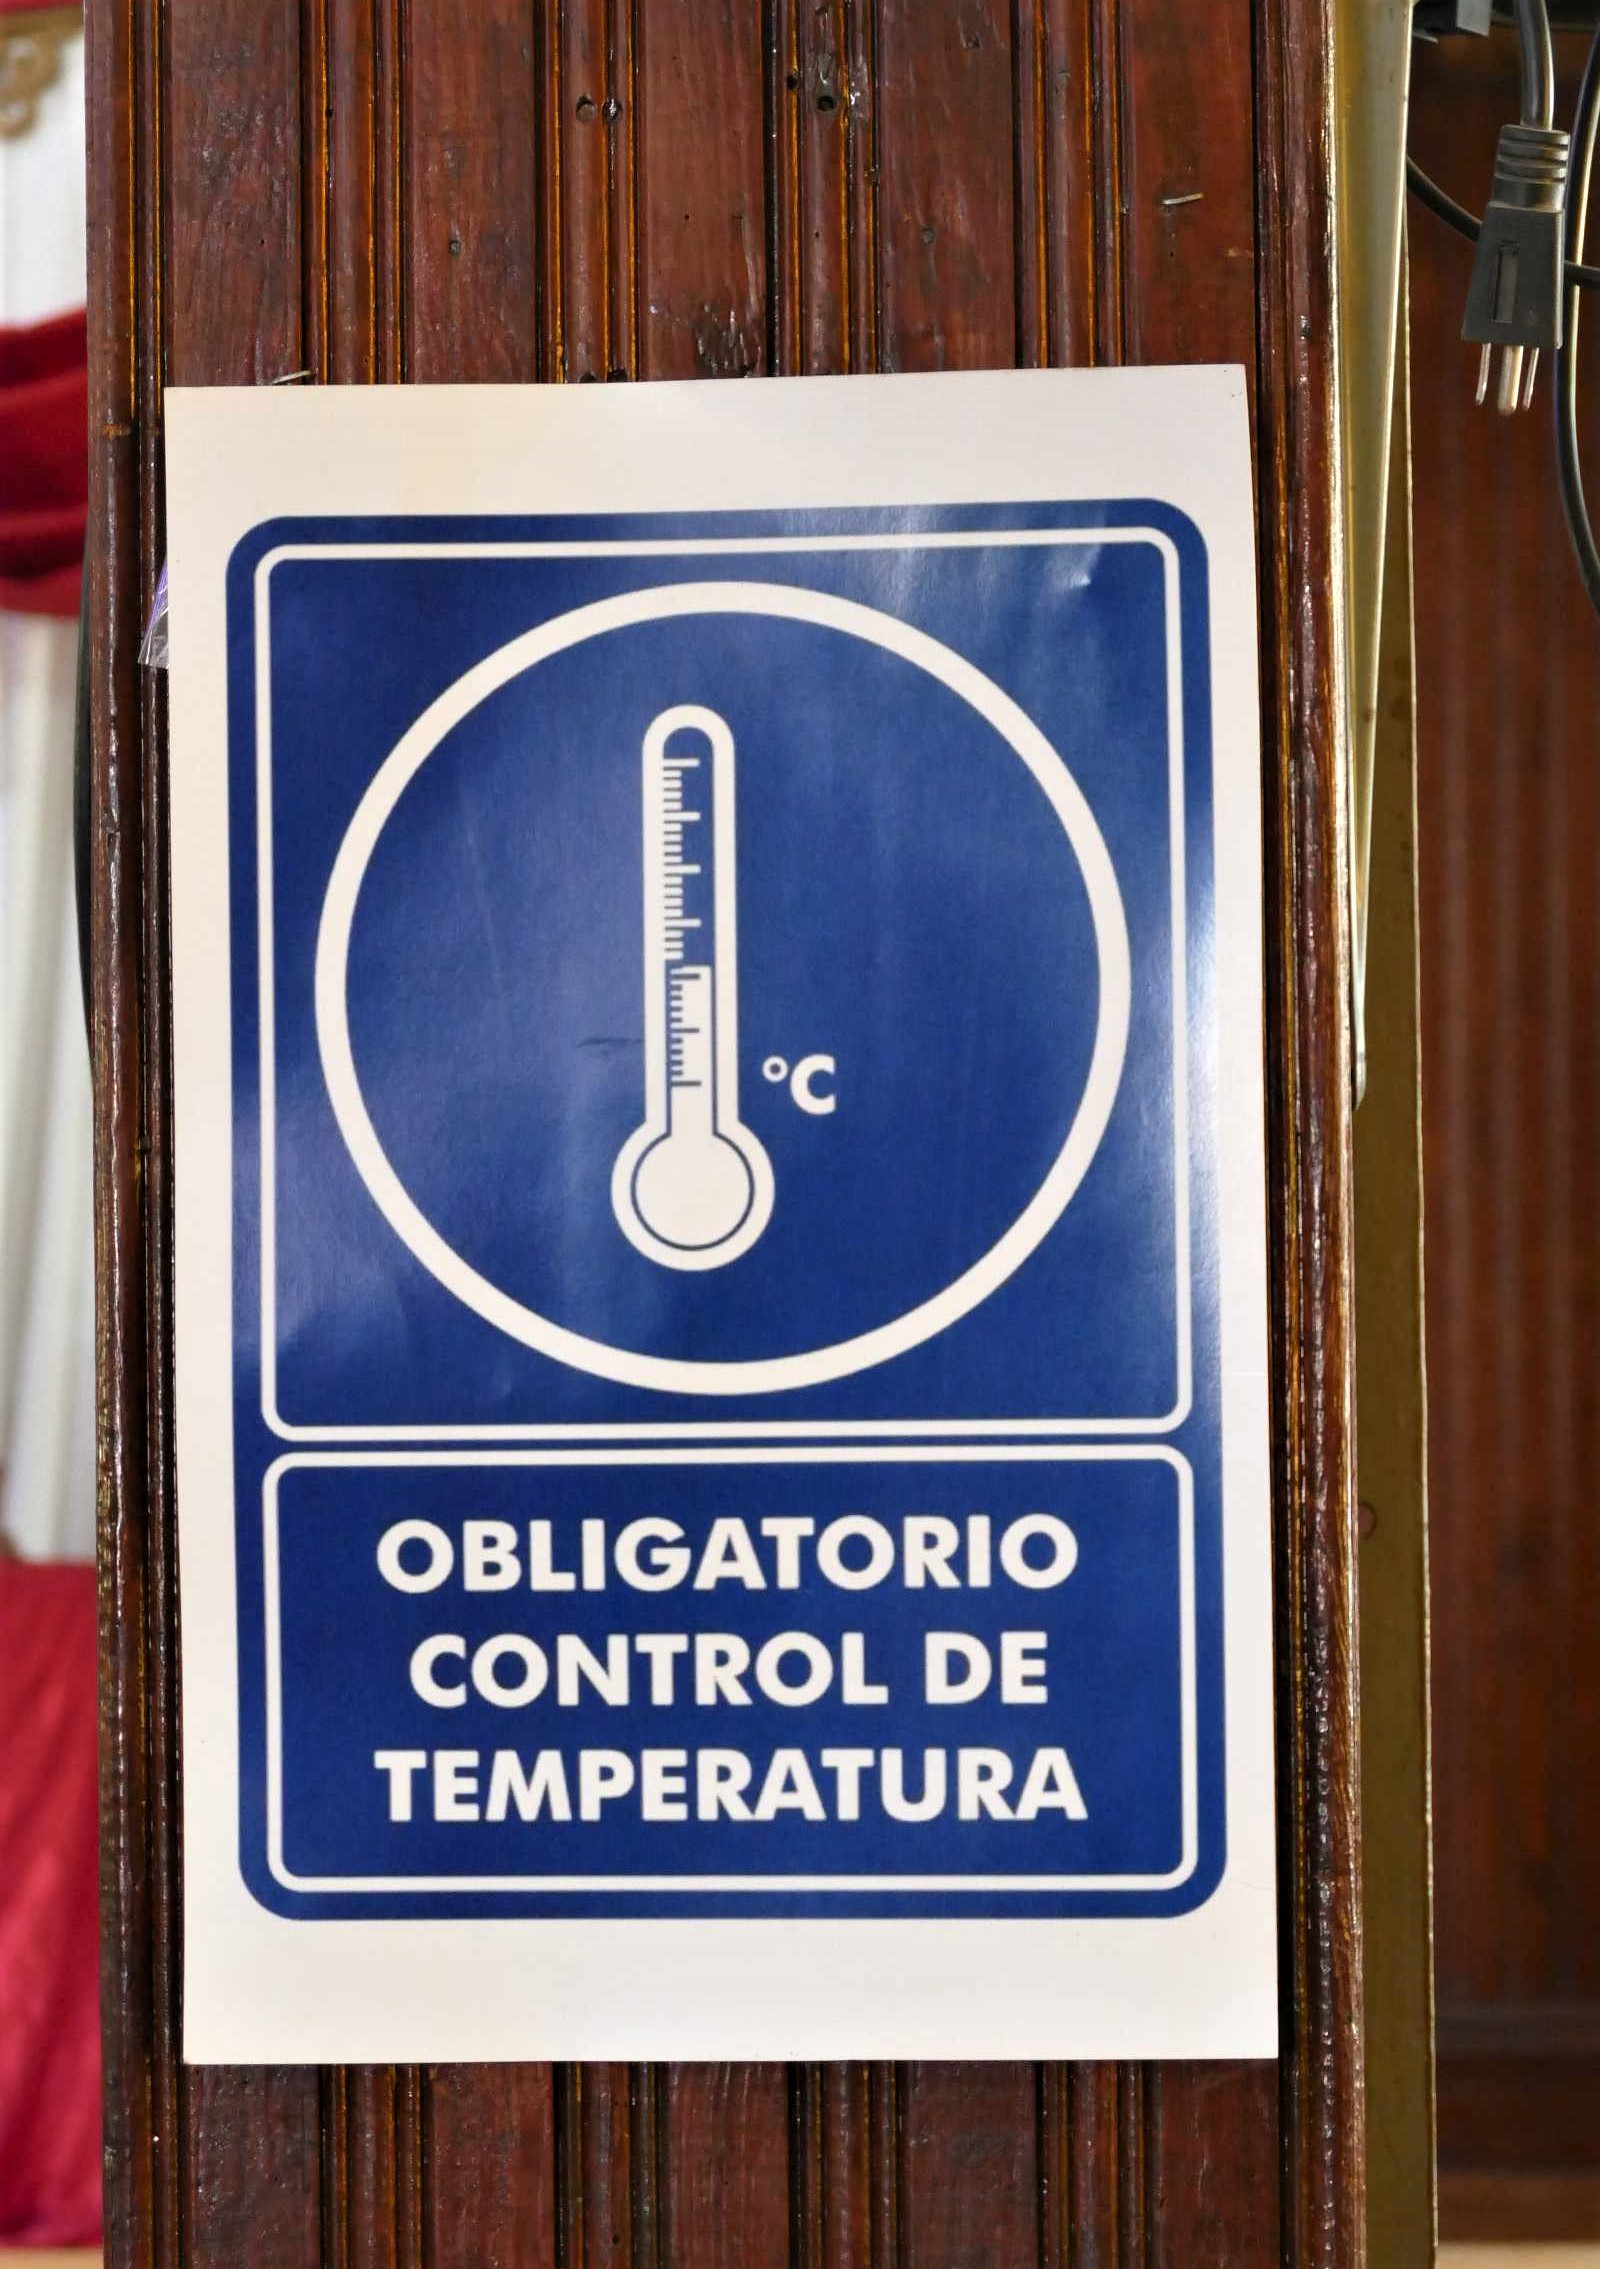 °C
OBLIGATORIO
CONTROL DE
TEMPERATURA